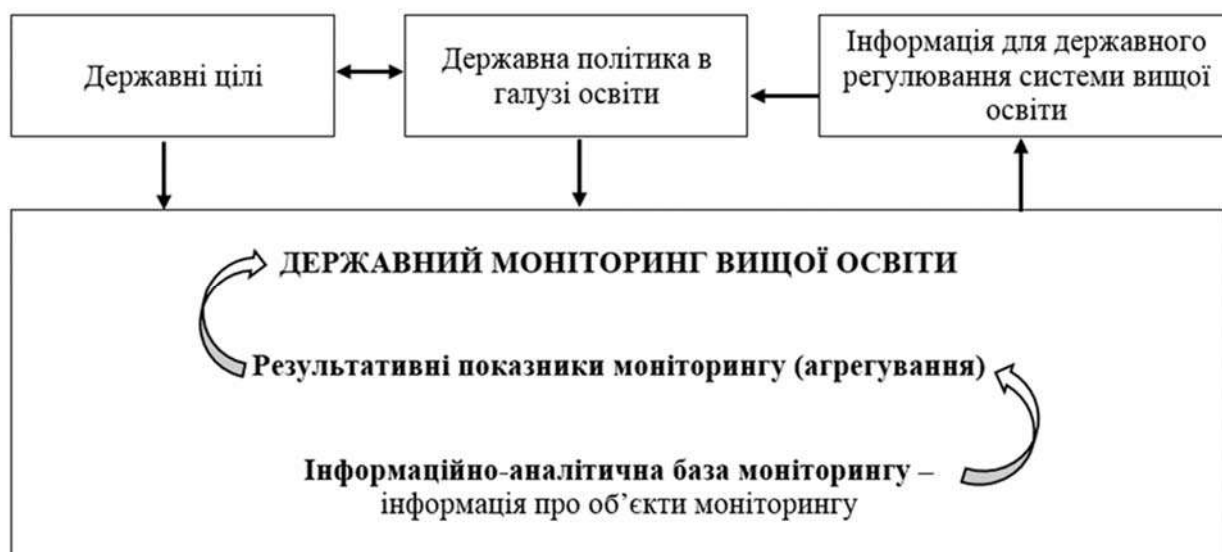 Державні цілі
Державна політика в
галузі освіти
Інформація для державного
регулювання системи вищої
освіти
ДЕРЖАВНИЙ МОНІТОРИНГ ВИЩОЇ ОСВІТИ
Результативні показники моніторингу (агрегування)
Інформаційно-аналітична база моніторингу –
інформація про об’єкти моніторингу